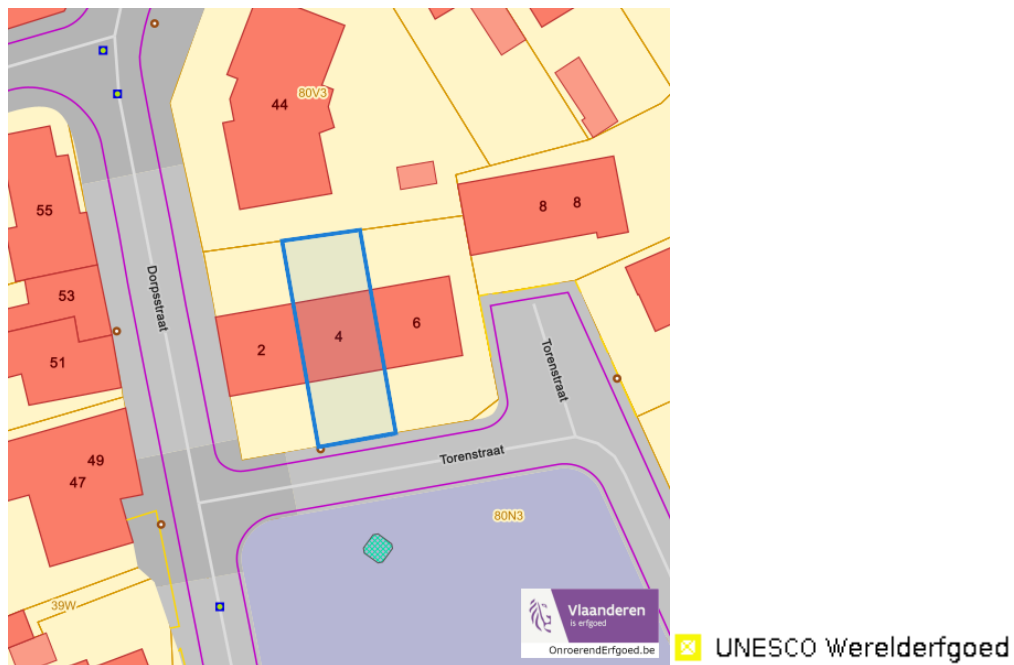 44
80V3
55
8 8
Dorpsstraat
53
51
2
4
6
Torenstraat
49
47
Torenstraat
80N3
39W
Vlaanderen
is erfgoed
OnroerendErfgoed.be
UNESCO Werelderfgoed